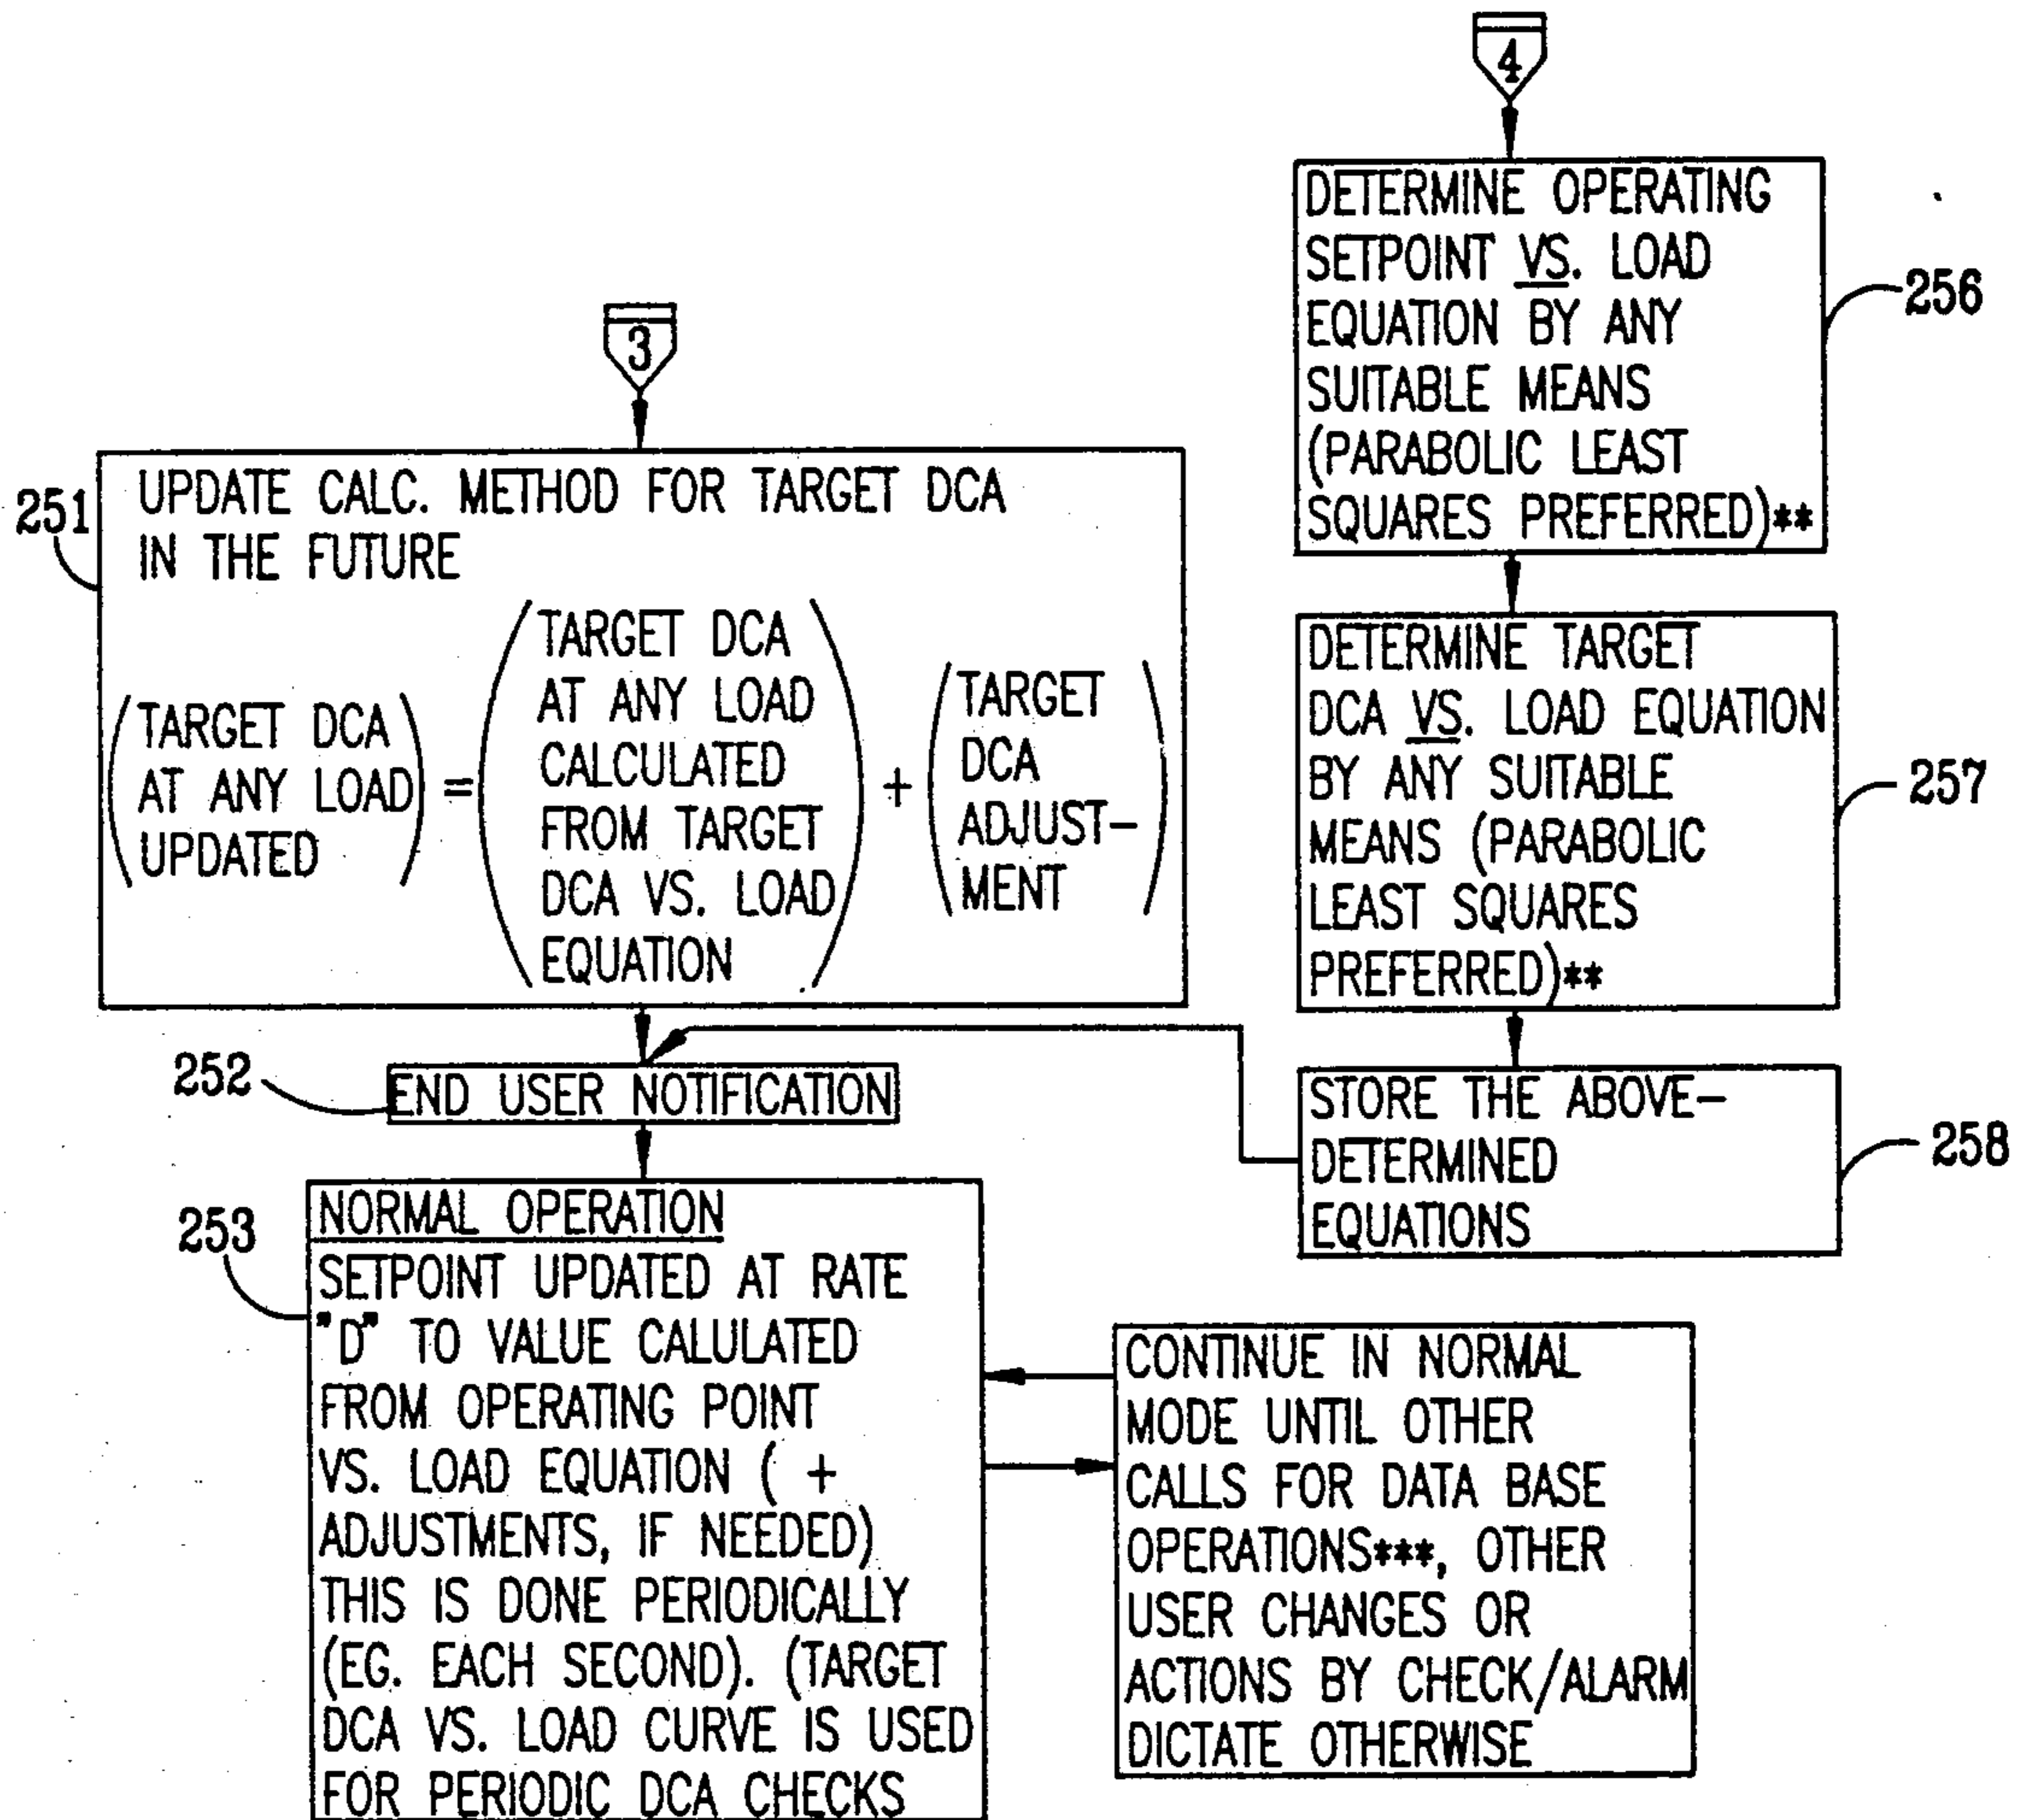 3
251
UPDATE CALC. METHOD FOR TARGET DCA
IN THE FUTURE
(TARGET DCA
AT ANY LOAD
UPDATED)
=
(TARGET DCA
AT ANY LOAD
CALCULATED
FROM TARGET
DCA VS. LOAD
EQUATION)
+
(TARGET
DCA
ADJUST-
MENT)
252
END USER NOTIFICATION
253
NORMAL OPERATION
SETPOINT UPDATED AT RATE
"D" TO VALUE CALULATED
FROM OPERATING POINT
VS. LOAD EQUATION ( +
ADJUSTMENTS, IF NEEDED)
THIS IS DONE PERIODICALLY
(EG. EACH SECOND). (TARGET
DCA VS. LOAD CURVE IS USED
FOR PERIODIC DCA CHECKS
4
DETERMINE OPERATING
SETPOINT VS. LOAD
EQUATION BY ANY
SUITABLE MEANS
(PARABOLIC LEAST
SQUARES PREFERRED)**
256
DETERMINE TARGET
DCA VS. LOAD EQUATION
BY ANY SUITABLE
MEANS (PARABOLIC
LEAST SQUARES
PREFERRED)**
257
STORE THE ABOVE-
DETERMINED
EQUATIONS
258
CONTINUE IN NORMAL
MODE UNTIL OTHER
CALLS FOR DATA BASE
OPERATIONS***, OTHER
USER CHANGES OR
ACTIONS BY CHECK/ALARM
DICTATE OTHERWISE